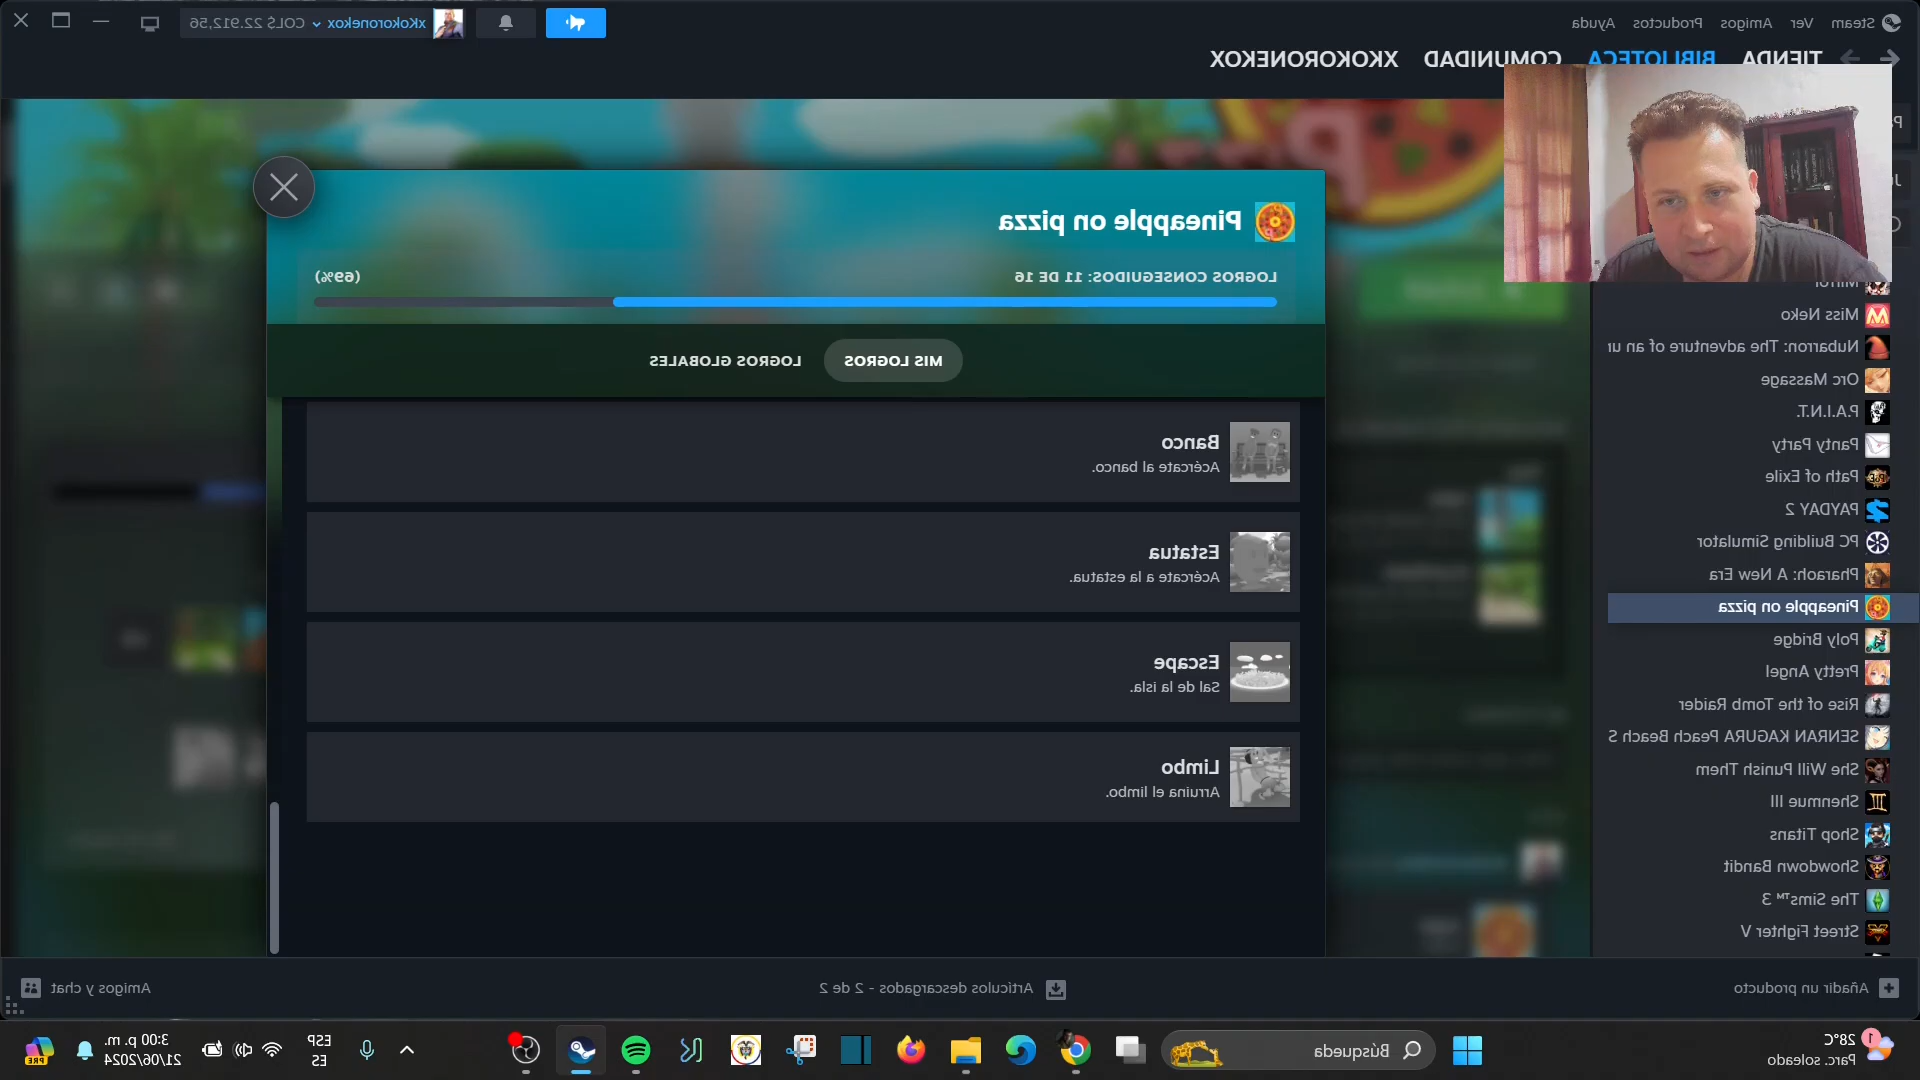 Steam Ver Amigos Productos Ayuda
xKokoronekox COL$ 22.912,56
TIENDA BIBLIOTECA COMUNIDAD XKOKORONEKOX
Pineapple on pizza
LOGROS CONSEGUIDOS: 11 DE 16 (69%)
MIS LOGROS LOGROS GLOBALES
Banco
Acércate al banco.
Estatua
Acércate a la estatua.
Escape
Sal de la isla.
Limbo
Arruina el limbo.
Mirror
Miss Neko
Nubarron: The adventure of an un
Orc Massage
P.A.I.N.T.
Panty Party
Path of Exile
PAYDAY 2
PC Building Simulator
Pharaoh: A New Era
Pineapple on pizza
Poly Bridge
Pretty Angel
Rise of the Tomb Raider
SENRAN KAGURA Peach Beach S
She Will Punish Them
Shenmue III
Shop Titans
Showdown Bandit
The Sims™ 3
Street Fighter V
Añadir un producto
Artículos descargados - 2 de 2
Amigos y chat
1
28°C
Parc. soleado
Búsqueda
ESP
ES
3:00 p. m.
21/06/2024
PRE